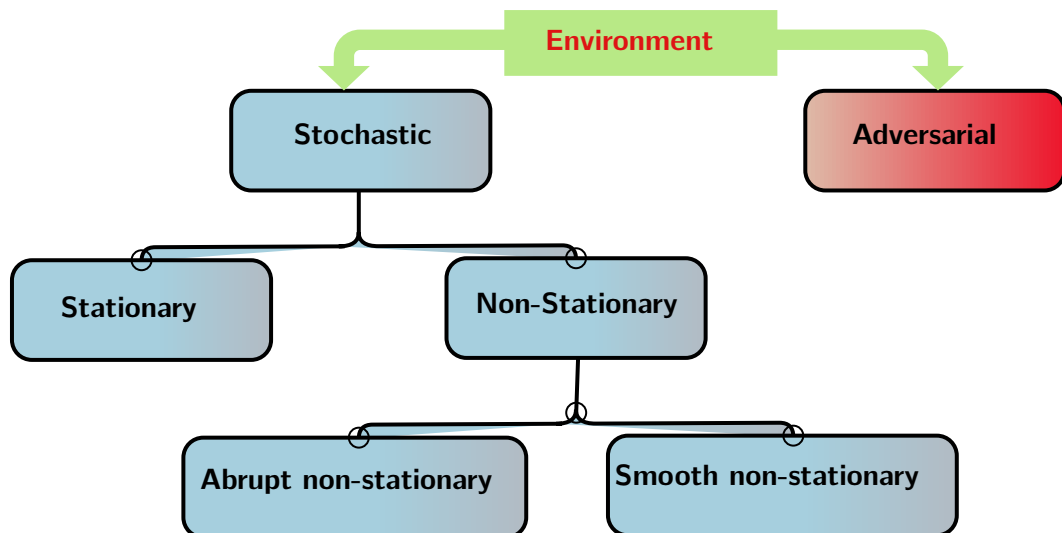 Environment
Stochastic
Adversarial
Stationary
Non-Stationary
Abrupt non-stationary
Smooth non-stationary